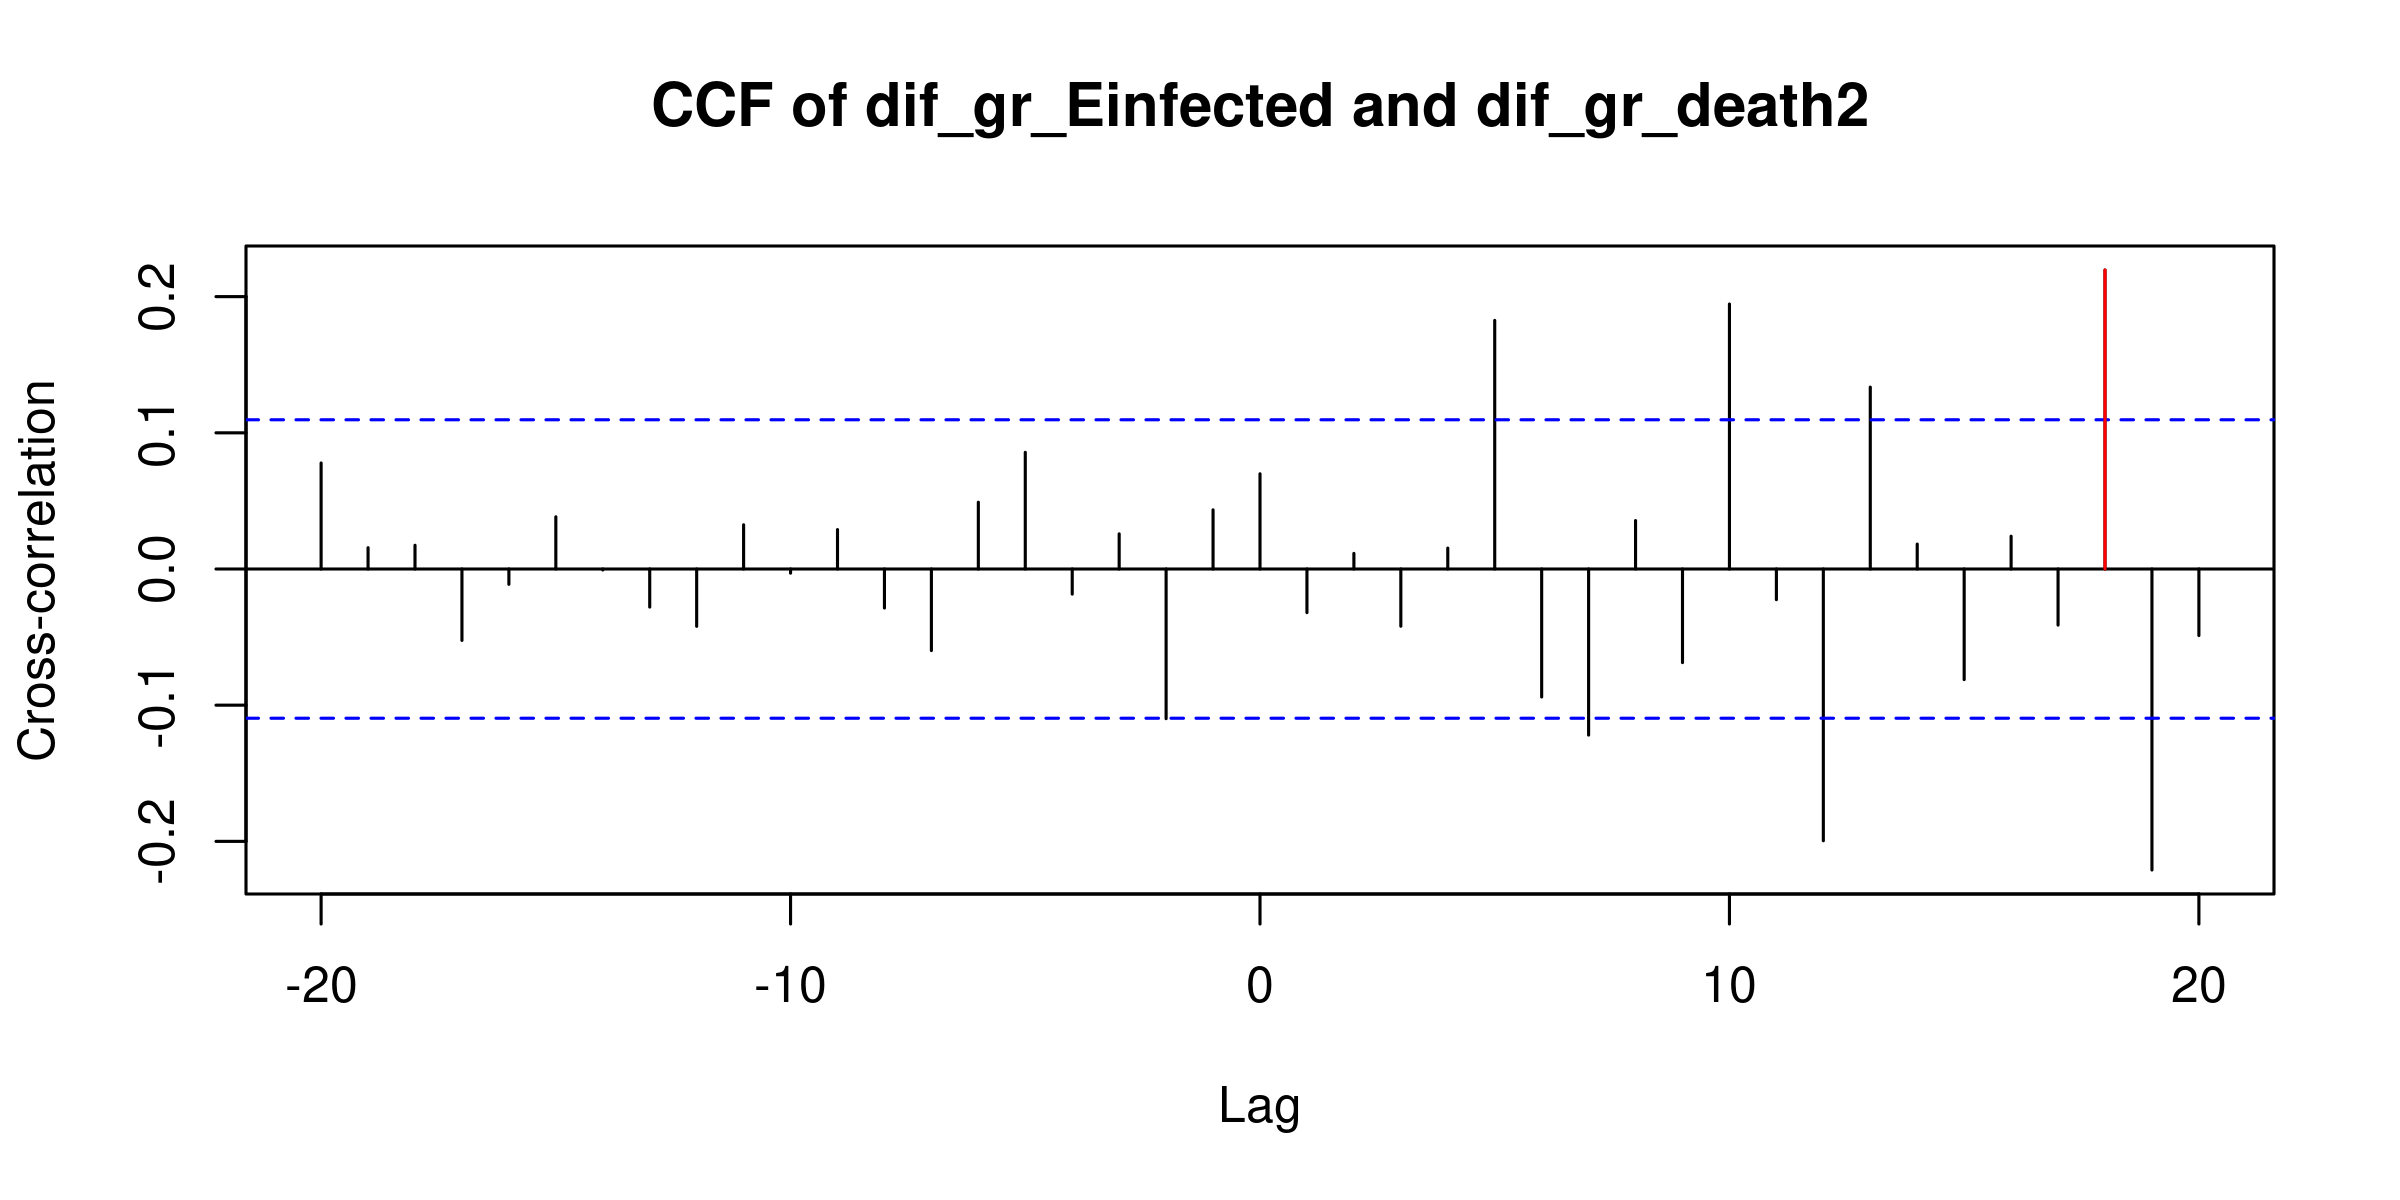 CCF of dif_gr_Einfected and dif_gr_death2
Cross-correlation
0.2
0.1
0.0
-0.1
-0.2
-20 -10 0 10 20
Lag